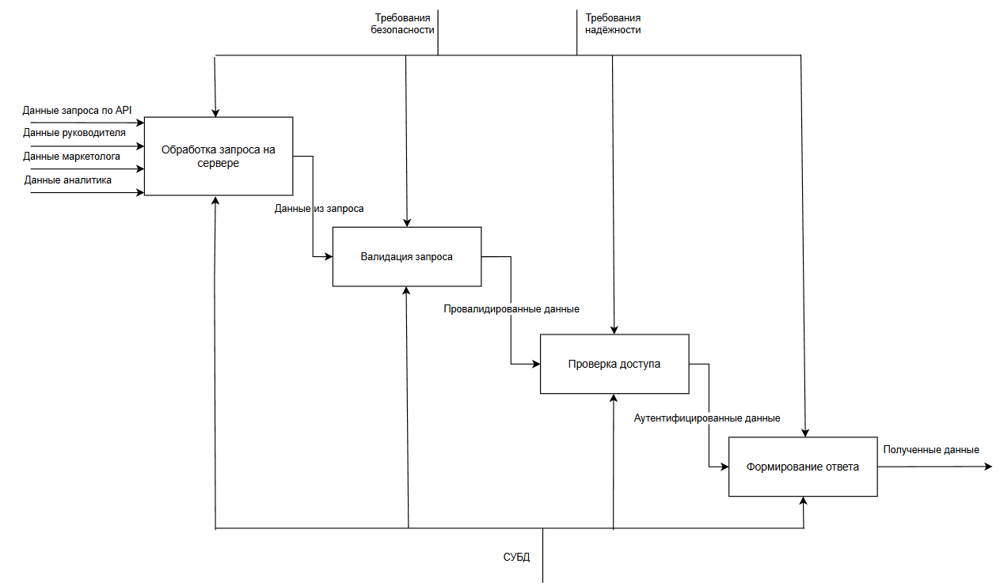 Требования
безопасности
Требования
надёжности
Данные запроса по API
Данные руководителя
Данные маркетолога
Данные аналитика
Обработка запроса на
сервере
Данные из запроса
Валидация запроса
Провалидированные данные
Проверка доступа
Аутентифицированные данные
Полученные данные
Формирование ответа
СУБД